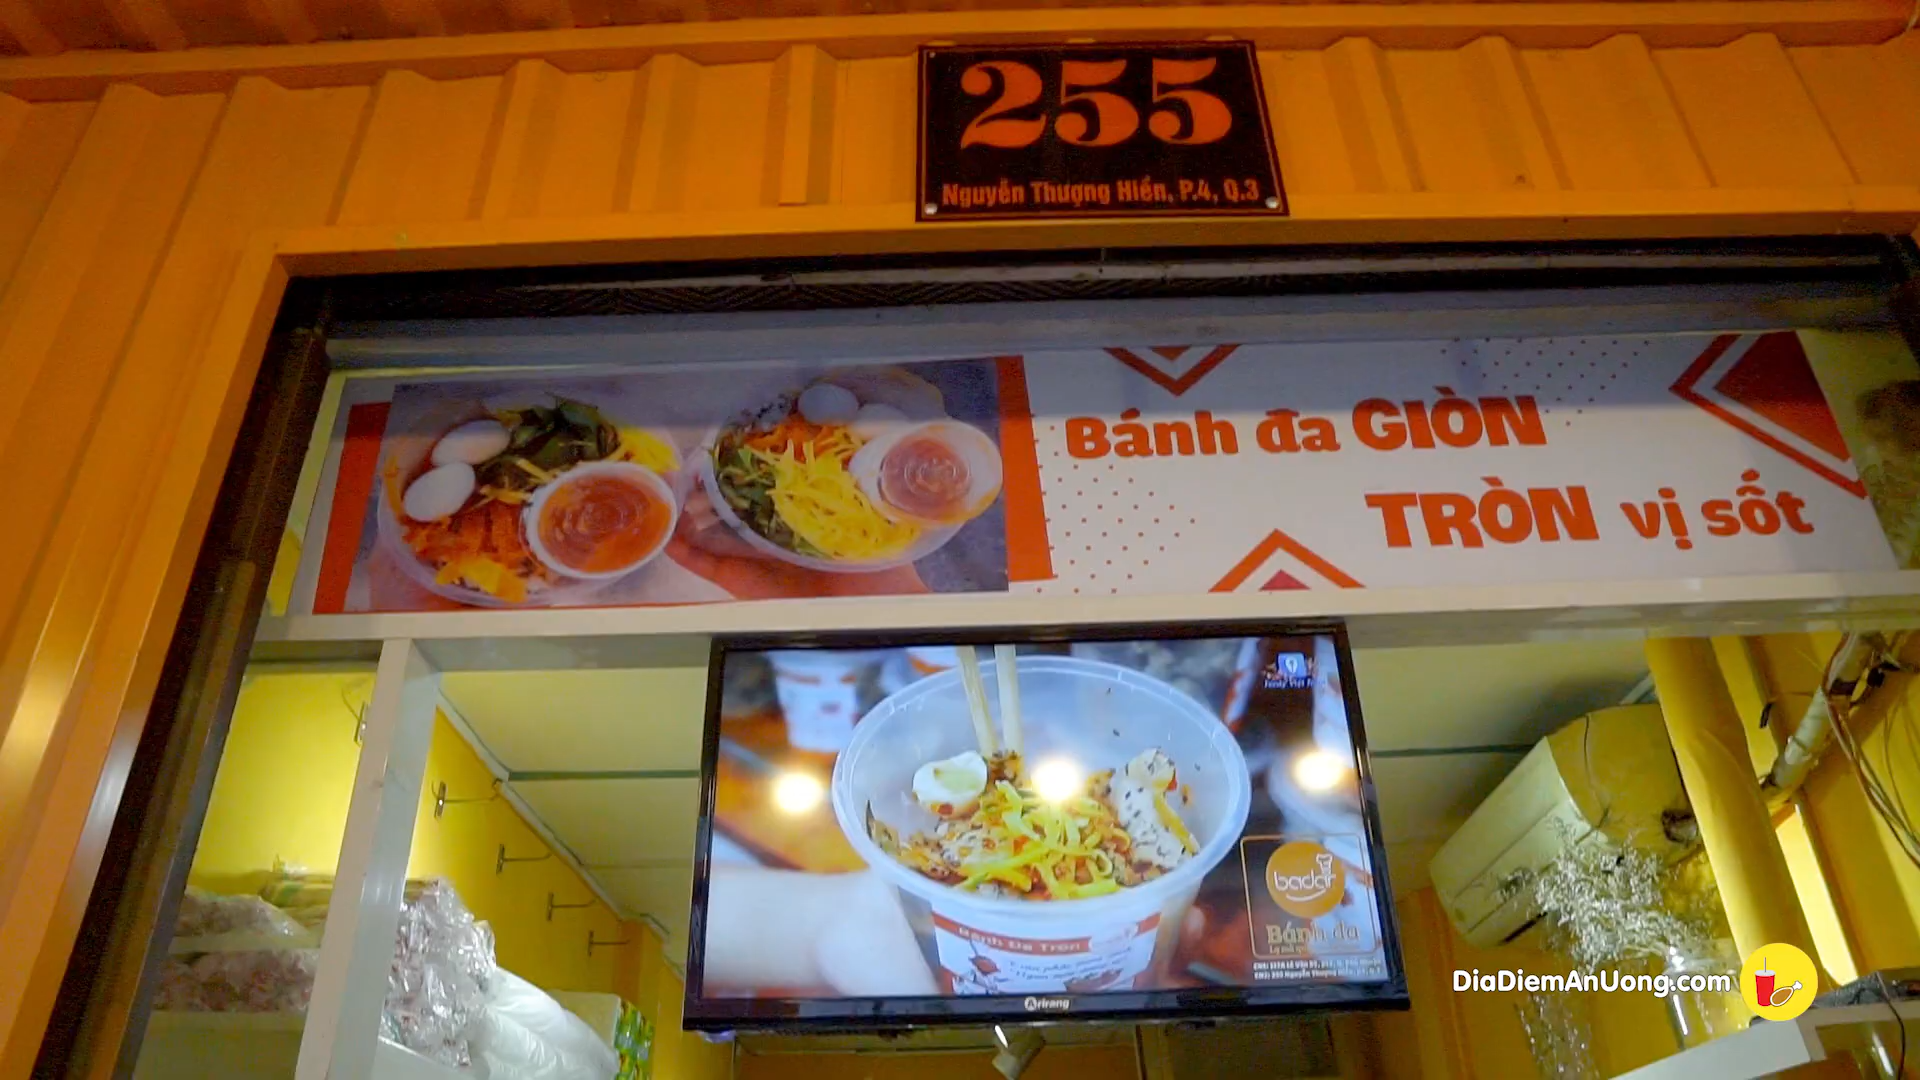 255
Nguyễn Thượng Hiền, P.4, Q.3
Bánh đa GIÒN
TRÒN vị sốt
badar
Bánh đa
Bánh Đa Trộn
Arirang
DiaDiemAnUong.com